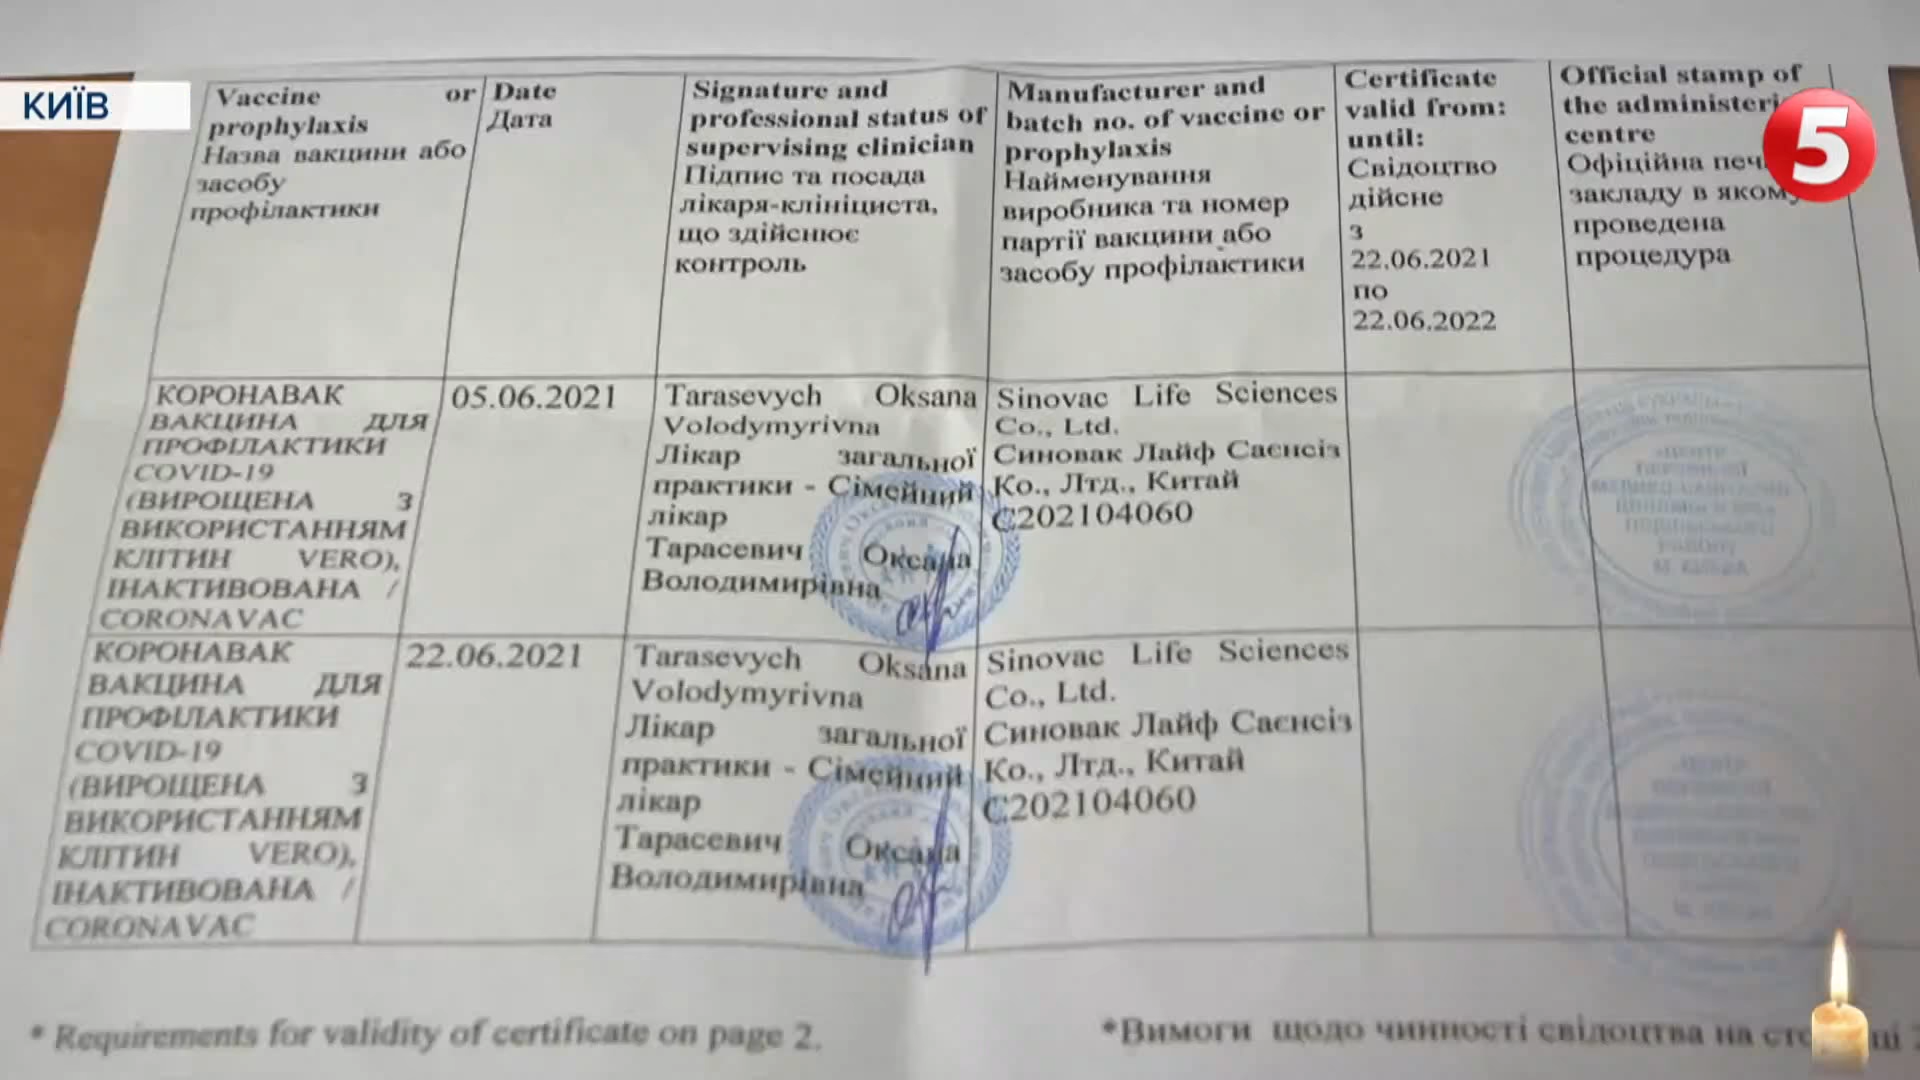 КИЇВ
5
Vaccine or
prophylaxis
Назва вакцини або
засобу
профілактики
Date
Дата
Signature and
professional status of
supervising clinician
Підпис та посада
лікаря-клініциста,
що здійснює
контроль
Manufacturer and
batch no. of vaccine or
prophylaxis
Найменування
виробника та номер
партії вакцини або
засобу профілактики
Certificate
valid from:
until:
Свідоцтво
дійсне
з
22.06.2021
по
22.06.2022
Official stamp of
the
centre
Офіційна
закладу в якому
проведена
процедура
КОРОНАВАК
ВАКЦИНА ДЛЯ
ПРОФІЛАКТИКИ
COVID-19
(ВИРОЩЕНА З
ВИКОРИСТАННЯМ
КЛІТИН VERO),
ІНАКТИВОВАНА /
CORONAVAC
05.06.2021
Tarasevych Oksana
Volodymyrivna
Лікар загальної
практики - Сімейний
лікар
Тарасевич Оксана
Володимирівна
Sinovac Life Sciences
Co., Ltd.
Синовак Лайф Саєнсіз
Ко., Лтд., Китай
C202104060
КОРОНАВАК
ВАКЦИНА ДЛЯ
ПРОФІЛАКТИКИ
COVID-19
(ВИРОЩЕНА З
ВИКОРИСТАННЯМ
КЛІТИН VERO),
ІНАКТИВОВАНА /
CORONAVAC
22.06.2021
Tarasevych Oksana
Volodymyrivna
Лікар загальної
практики - Сімейний
лікар
Тарасевич Оксана
Володимирівна
Sinovac Life Sciences
Co., Ltd.
Синовак Лайф Саєнсіз
Ко., Лтд., Китай
C202104060
* Requirements for validity of certificate on page 2.
*Вимоги щодо чинності свідоцтва на